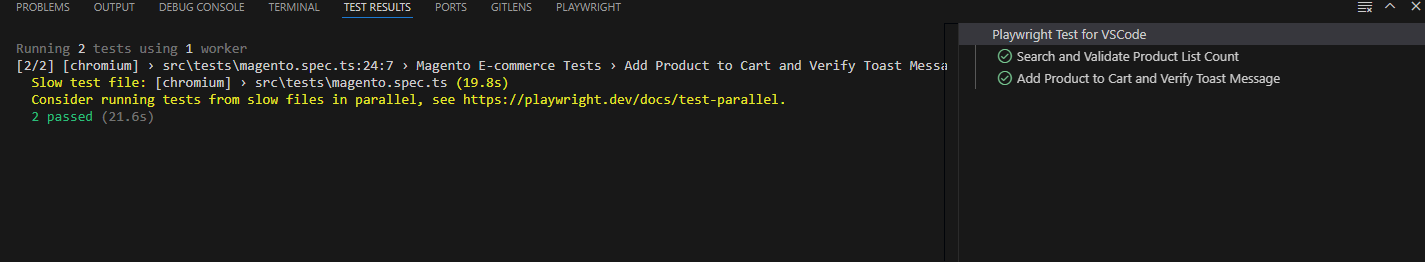 PROBLEMS OUTPUT DEBUG CONSOLE TERMINAL TEST RESULTS PORTS GITLENS PLAYWRIGHT
Running 2 tests using 1 worker
[2/2] [chromium] › src\tests\magento.spec.ts:24:7 › Magento E-commerce Tests › Add Product to Cart and Verify Toast Messa
Slow test file: [chromium] › src\tests\magento.spec.ts (19.8s)
Consider running tests from slow files in parallel, see https://playwright.dev/docs/test-parallel.
2 passed (21.6s)
Playwright Test for VSCode
Search and Validate Product List Count
Add Product to Cart and Verify Toast Message